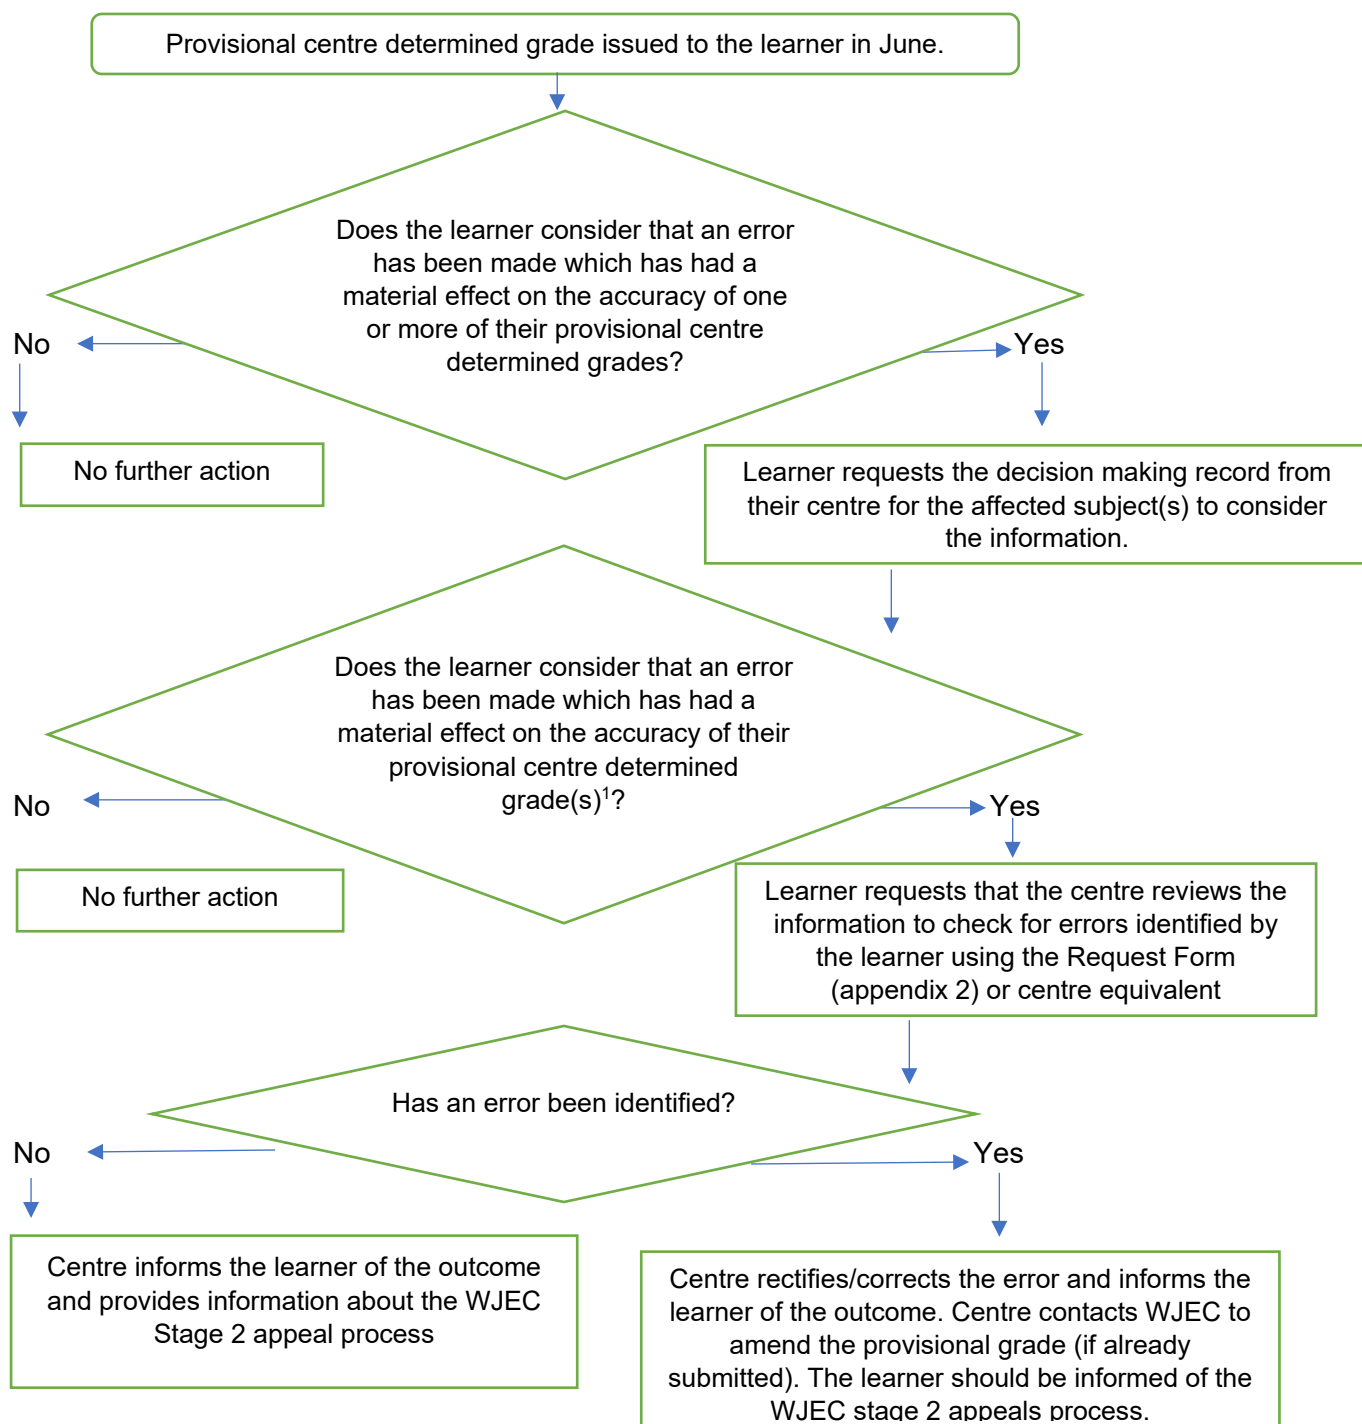 Provisional centre determined grade issued to the learner in June.
Does the learner consider that an error
has been made which has had a
material effect on the accuracy of one
or more of their provisional centre
determined grades?
No
Yes
No further action
Learner requests the decision making record from
their centre for the affected subject(s) to consider
the information.
Does the learner consider that an error
has been made which has had a
material effect on the accuracy of their
provisional centre determined
grade(s)¹?
No
Yes
No further action
Learner requests that the centre reviews the
information to check for errors identified by
the learner using the Request Form
(appendix 2) or centre equivalent
Has an error been identified?
No
Yes
Centre informs the learner of the outcome
and provides information about the WJEC
Stage 2 appeal process
Centre rectifies/corrects the error and informs the
learner of the outcome. Centre contacts WJEC to
amend the provisional grade (if already
submitted). The learner should be informed of the
WJEC stage 2 appeals process.